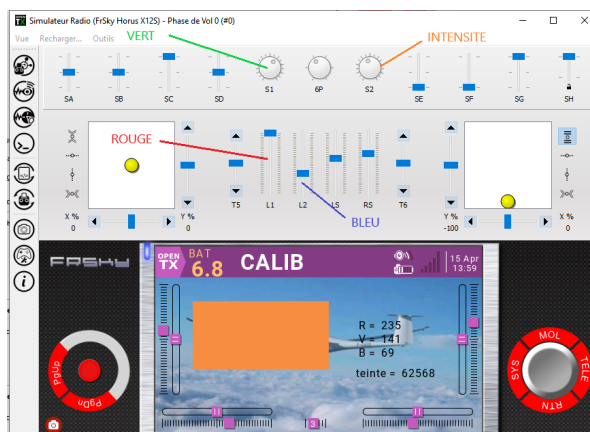 Simulateur Radio (FrSky Horus X12S) - Phase de Vol 0 (#0)
Vue Recharger... Outils
VERT
INTENSITE
SA SB SC SD S1 6P S2 SE SF SG SH
ROUGE
T5 L1 L2 LS RS T6
BLEU
X % Y % Y % X %
0 0 -100 0
FrSKY
OPEN TX
BAT
6.8
CALIB
15 Apr
13:59
R = 235
V = 141
B = 69
teinte = 62568
3
PgUp
PgDn
SYS
MOL
TELE
RTN